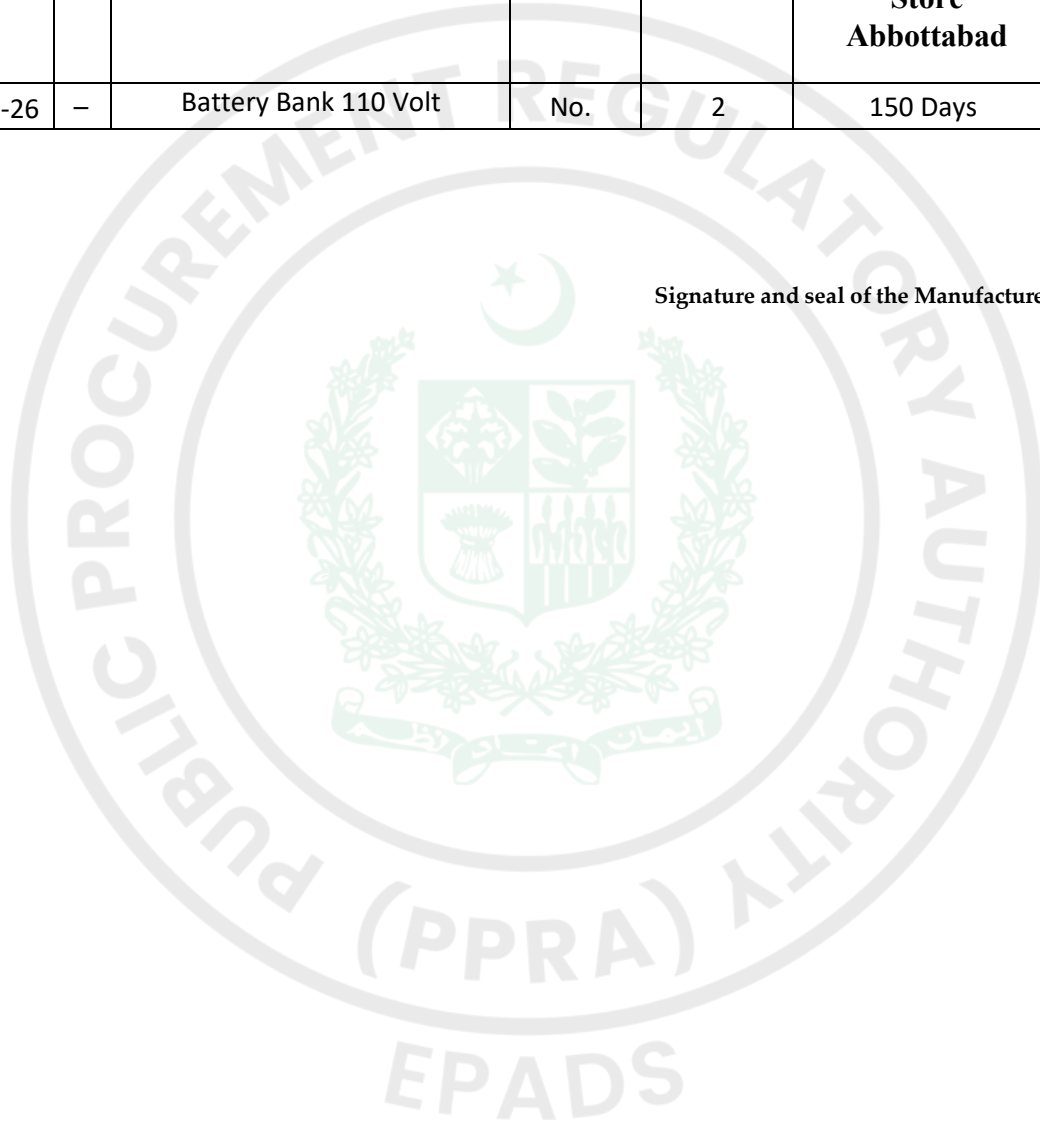 Abbottabad
-26 – Battery Bank 110 Volt No. 2 150 Days
Signature and seal of the Manufacture
PUBLIC PROCUREMENT REGULATORY AUTHORITY
(PPRA)
EPADS